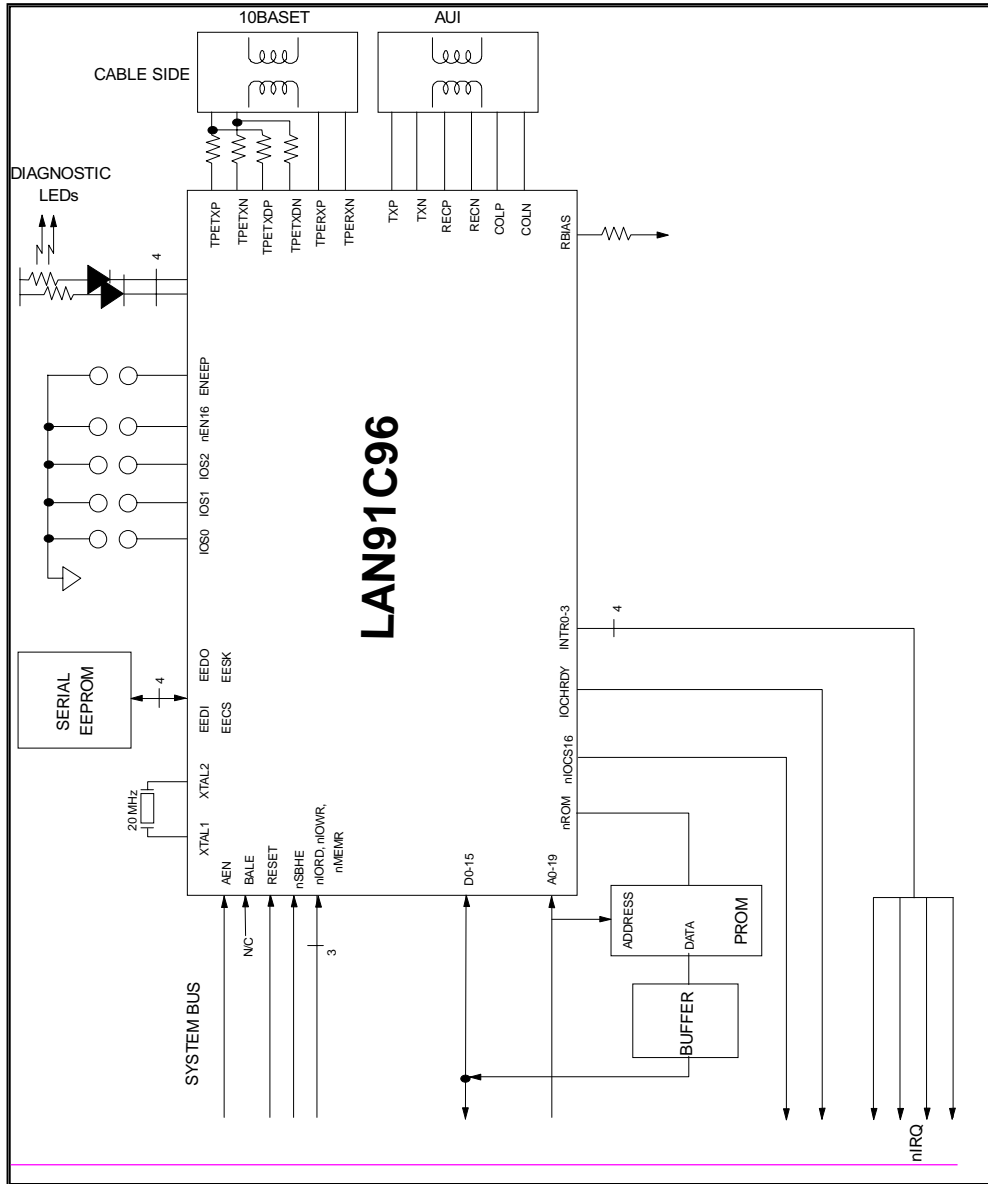 10BASET
AUI
CABLE SIDE
DIAGNOSTIC
LEDs
4
TPETXP
TPETXN
TPETXDP
TPETXDN
TPERXP
TPERXN
TXP
TXN
RECP
RECN
COLP
COLN
RBIAS
ENEEP
nEN16
IOS2
IOS1
IOS0
LAN91C96
SERIAL
EEPROM
4
EEDO
EESK
EEDI
EECS
20 MHz
XTAL2
XTAL1
INTR0-3
4
IOCHRDY
nIOCS16
nROM
AEN
BALE
RESET
nSBHE
nIORD, nIOWR,
nMEMR
D0-15
A0-19
N/C
3
SYSTEM BUS
ADDRESS
DATA
PROM
BUFFER
nIRQ